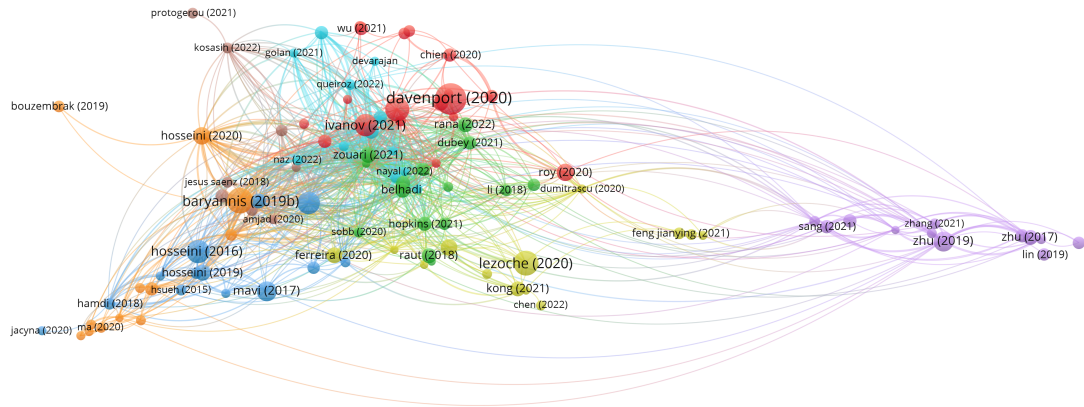 protogerou (2021)
wu (2021)
kosasin (2022)
golan (2021)
devarajan
chien (2020)
queiroz (2022)
davenport (2020)
bouzembrak (2019)
ivanov (2021)
rana (2022)
hosseini (2020)
dubey (2021)
zouari (2021)
naz (2022)
nayal (2022)
royi (2020)
jesus saenz (2018)
belhadi
li (2018)
dumitrascu (2020)
baryannis (2019b)
amjad (2020)
hopkins (2021)
sobb (2020)
feng jianying (2021)
sang (2021)
zhang (2021)
zhu (2019)
zhu (2017)
lin (2019)
hosseini (2016)
ferreira (2020)
raut (2018)
lezoche (2020)
hosseini (2019)
hsueh (2015)
mavi (2017)
kong (2021)
hamdi (2018)
chen (2022)
jacyna (2020)
ma (2020)